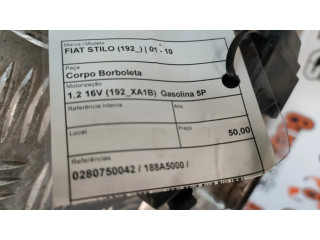 Marca / Modelo
FIAT STILO (192_) | 01 - 10
Peça
Corpo Borboleta
Motorização
1.2 16V (192_XA1B) Gasolina 5P
Referência Interna Ano
Local Preço 50,00
Referências
0280750042 / 188A5000 /